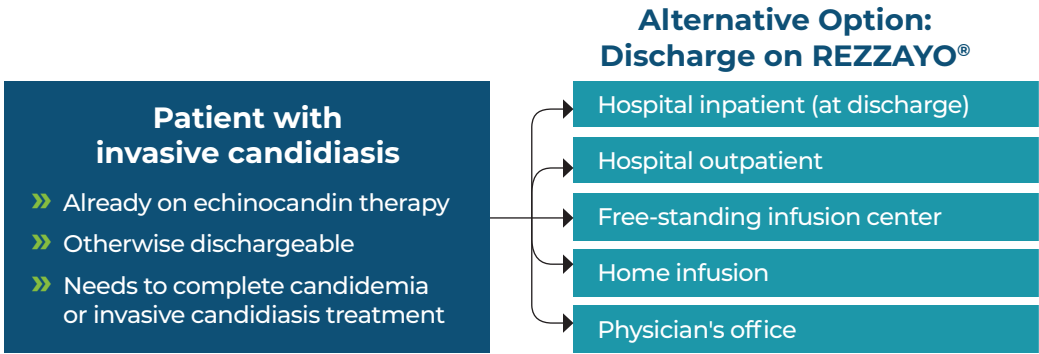 Alternative Option:
Discharge on REZZAYO®
Patient with
invasive candidiasis
» Already on echinocandin therapy
» Otherwise dischargeable
» Needs to complete candidemia
or invasive candidiasis treatment
Hospital inpatient (at discharge)
Hospital outpatient
Free-standing infusion center
Home infusion
Physician's office